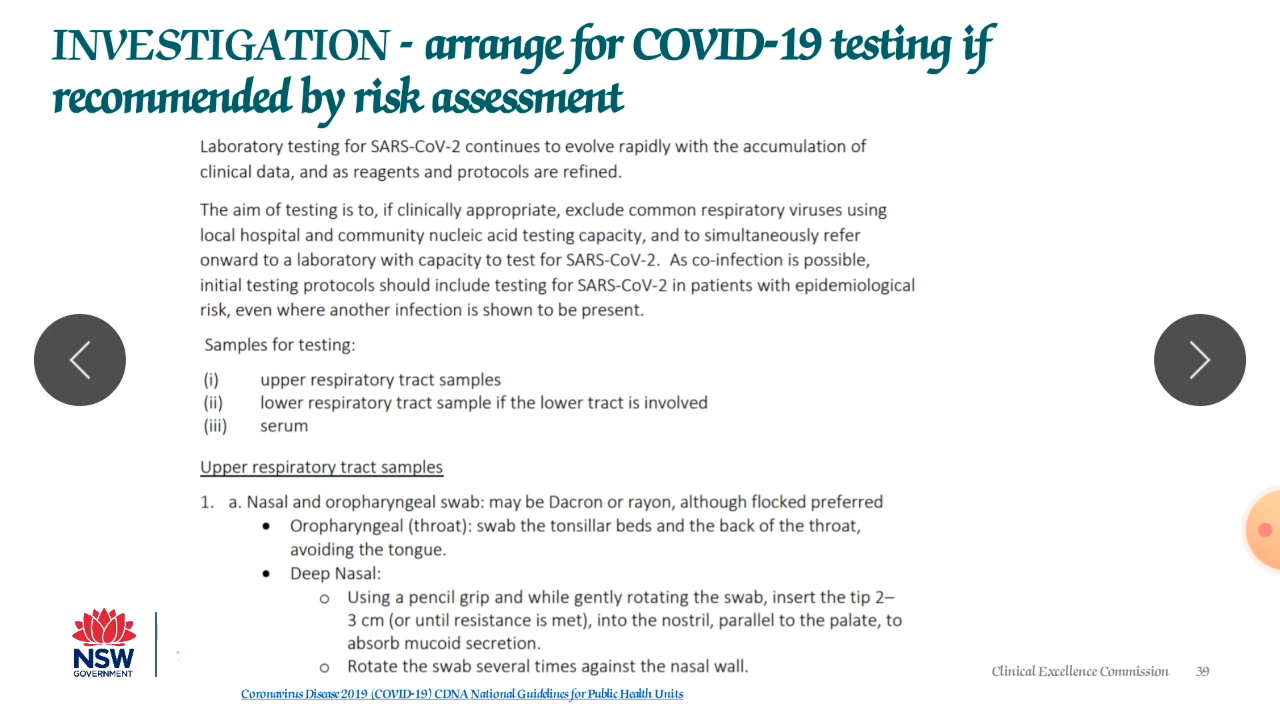 INVESTIGATION - arrange for COVID-19 testing if
recommended by risk assessment
Laboratory testing for SARS-CoV-2 continues to evolve rapidly with the accumulation of
clinical data, and as reagents and protocols are refined.
The aim of testing is to, if clinically appropriate, exclude common respiratory viruses using
local hospital and community nucleic acid testing capacity, and to simultaneously refer
onward to a laboratory with capacity to test for SARS-CoV-2. As co-infection is possible,
initial testing protocols should include testing for SARS-CoV-2 in patients with epidemiological
risk, even where another infection is shown to be present.
Samples for testing:
(i) upper respiratory tract samples
(ii) lower respiratory tract sample if the lower tract is involved
(iii) serum
Upper respiratory tract samples
1. a. Nasal and oropharyngeal swab: may be Dacron or rayon, although flocked preferred
• Oropharyngeal (throat): swab the tonsillar beds and the back of the throat,
avoiding the tongue.
• Deep Nasal:
o Using a pencil grip and while gently rotating the swab, insert the tip 2–
3 cm (or until resistance is met), into the nostril, parallel to the palate, to
absorb mucoid secretion.
o Rotate the swab several times against the nasal wall.
NSW
GOVERNMENT
Clinical Excellence Commission 39
Coronavirus Disease 2019 (COVID-19) CDNA National Guidelines for Public Health Units